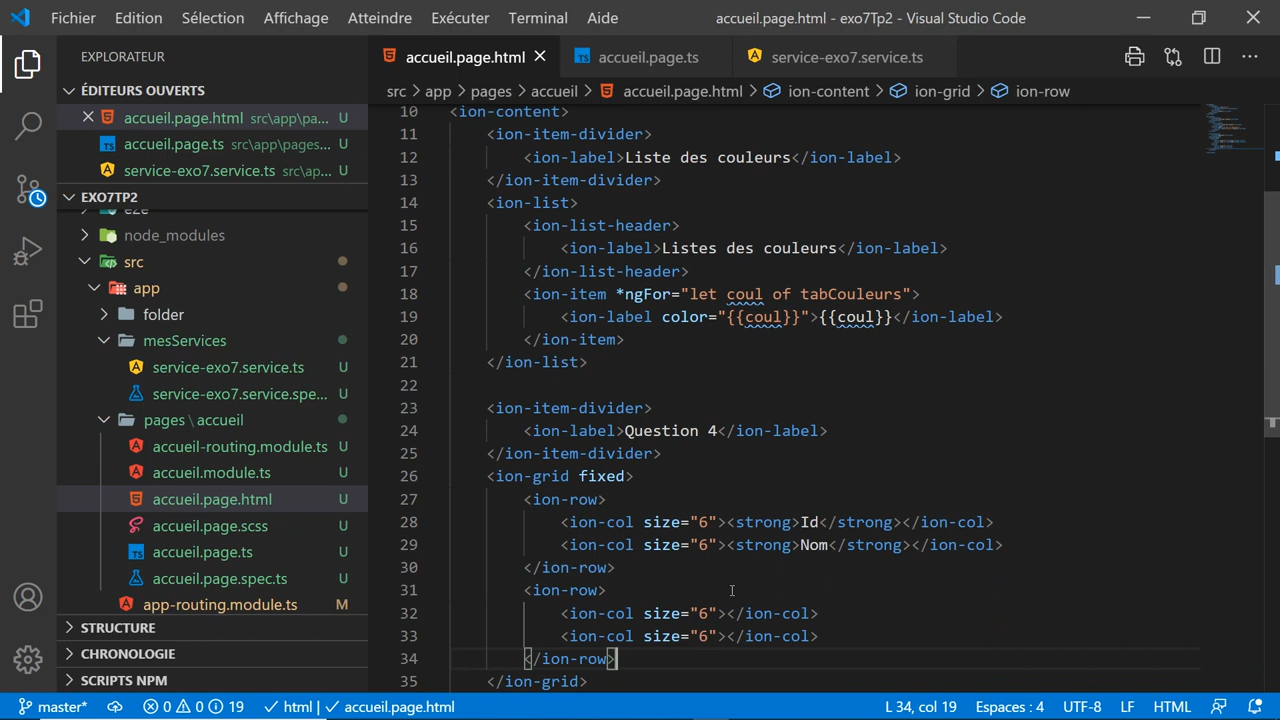 Fichier Edition Sélection Affichage Atteindre Exécuter Terminal Aide accueil.page.html - exo7Tp2 - Visual Studio Code
EXPLORATEUR
accueil.page.html accueil.page.ts service-exo7.service.ts
ÉDITEURS OUVERTS
src > app > pages > accueil > accueil.page.html > ion-content > ion-grid > ion-row
accueil.page.html src\app\pa... U
accueil.page.ts src\app\pages... U
service-exo7.service.ts src\ap... U
EXO7TP2
node_modules
src
app
folder
mesServices
service-exo7.service.ts U
service-exo7.service.spe... U
pages\accueil
accueil-routing.module.ts U
accueil.module.ts U
accueil.page.html U
accueil.page.scss U
accueil.page.ts U
accueil.page.spec.ts U
app-routing.module.ts M
STRUCTURE
CHRONOLOGIE
SCRIPTS NPM
10 <ion-content>
11 <ion-item-divider>
12 <ion-label>Liste des couleurs</ion-label>
13 </ion-item-divider>
14 <ion-list>
15 <ion-list-header>
16 <ion-label>Listes des couleurs</ion-label>
17 </ion-list-header>
18 <ion-item *ngFor="let coul of tabCouleurs">
19 <ion-label color="{{coul}}">{{coul}}</ion-label>
20 </ion-item>
21 </ion-list>
22
23 <ion-item-divider>
24 <ion-label>Question 4</ion-label>
25 </ion-item-divider>
26 <ion-grid fixed>
27 <ion-row>
28 <ion-col size="6"><strong>Id</strong></ion-col>
29 <ion-col size="6"><strong>Nom</strong></ion-col>
30 </ion-row>
31 <ion-row>
32 <ion-col size="6"></ion-col>
33 <ion-col size="6"></ion-col>
34 </ion-row>
35 </ion-grid>
master* 0 0 19 html | accueil.page.html L 34, col 19 Espaces : 4 UTF-8 LF HTML